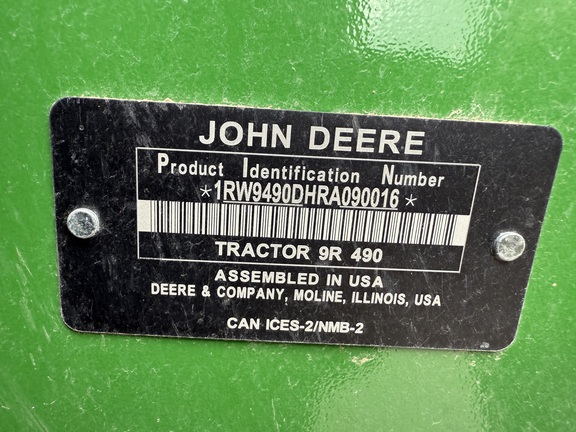 JOHN DEERE
Product Identification Number
*1RW9490DHRA090016*
TRACTOR 9R 490
ASSEMBLED IN USA
DEERE & COMPANY, MOLINE, ILLINOIS, USA
CAN ICES-2/NMB-2